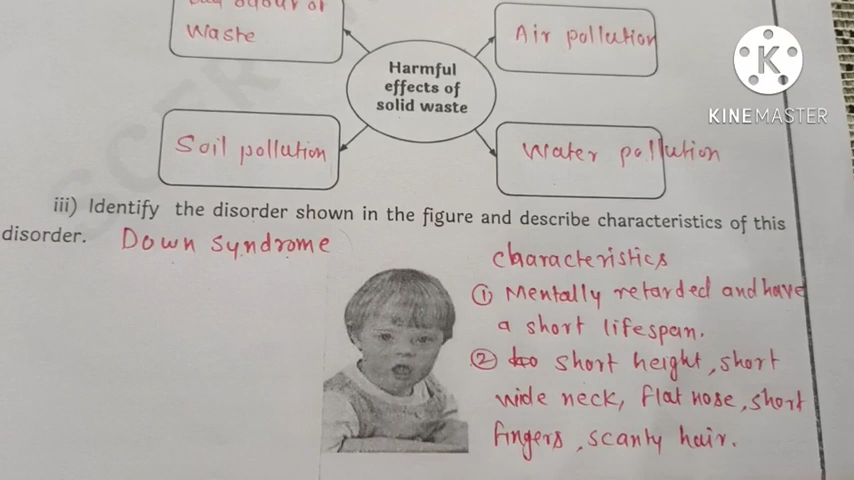 odour of
waste
Air pollution
Harmful
effects of
solid waste
KINEMASTER
Soil pollution
Water pollution
iii) Identify the disorder shown in the figure and describe characteristics of this
disorder. Down syndrome
characteristics
① Mentally retarded and have
a short lifespan.
② short height, short
wide neck, flat nose, short
fingers, scanty hair.